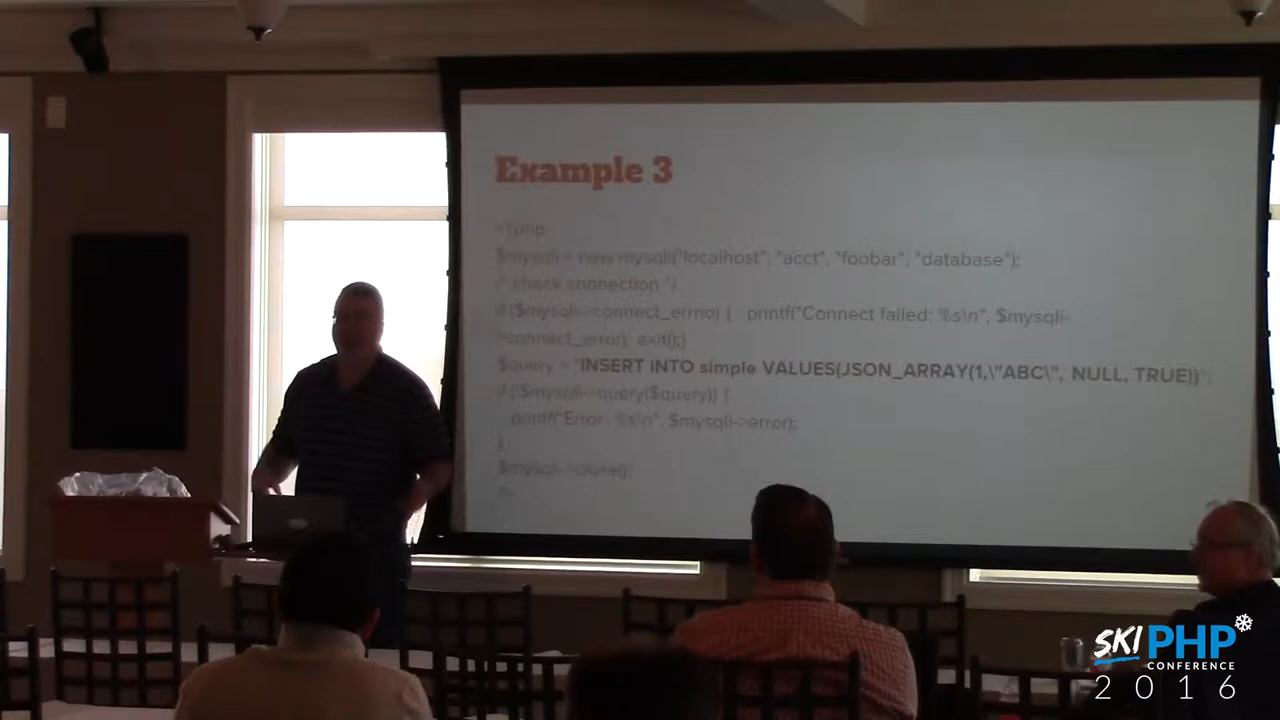 Example 3
<?php
$mysqli = new mysqli("localhost", "acct", "foobar", "database");
/* check connection */
if ($mysqli->connect_errno) { printf("Connect failed: %s\n", $mysqli-
>connect_error); exit();}
$query = "INSERT INTO simple VALUES(JSON_ARRAY(1,\"ABC\", NULL, TRUE))";
if (!$mysqli->query($query)) {
printf("Error: %s\n", $mysqli->error);
}
$mysqli->close();
?>
SKI PHP
CONFERENCE
2016